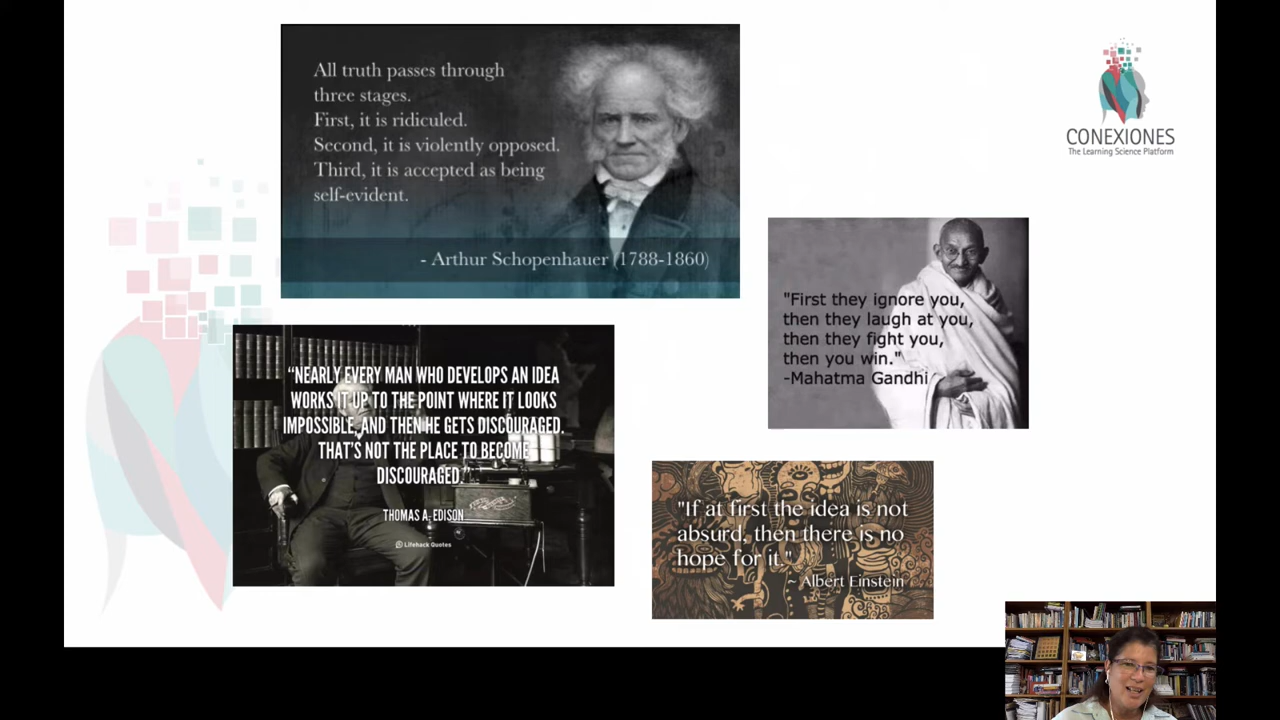 All truth passes through
three stages.
First, it is ridiculed.
Second, it is violently opposed.
Third, it is accepted as being
self-evident.
- Arthur Schopenhauer (1788-1860)
CONEXIONES
The Learning Science Platform
"First they ignore you,
then they laugh at you,
then they fight you,
then you win."
-Mahatma Gandhi
“NEARLY EVERY MAN WHO DEVELOPS AN IDEA
WORKS IT UP TO THE POINT WHERE IT LOOKS
IMPOSSIBLE, AND THEN HE GETS DISCOURAGED.
THAT'S NOT THE PLACE TO BECOME
DISCOURAGED.”
THOMAS A. EDISON
Lifehack Quotes
"If at first the idea is not
absurd, then there is no
hope for it."
~ Albert Einstein